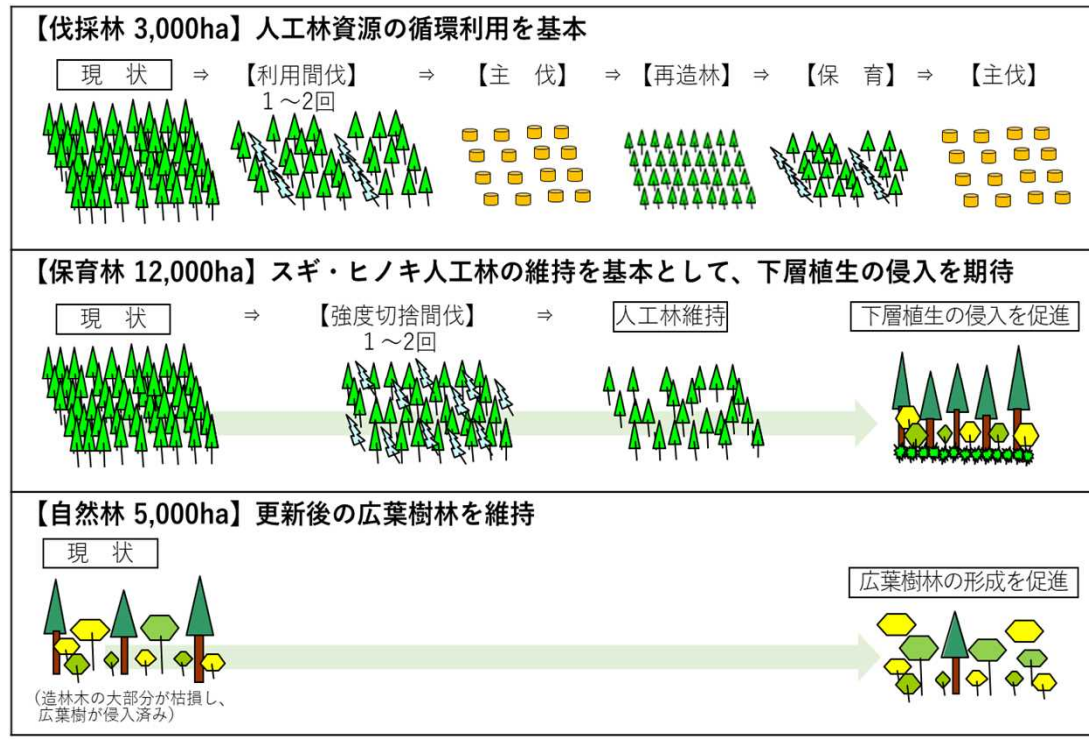 【伐採林 3,000ha】人工林資源の循環利用を基本
現　状 ⇒ 【利用間伐】 ⇒ 【主　伐】 ⇒ 【再造林】 ⇒ 【保　育】 ⇒ 【主伐】
１～2回
【保育林 12,000ha】スギ・ヒノキ人工林の維持を基本として、下層植生の侵入を期待
現　状 ⇒ 【強度切捨間伐】 ⇒ 人工林維持 下層植生の侵入を促進
１～2回
【自然林 5,000ha】更新後の広葉樹林を維持
現　状
広葉樹林の形成を促進
(造林木の大部分が枯損し、
広葉樹が侵入済み)